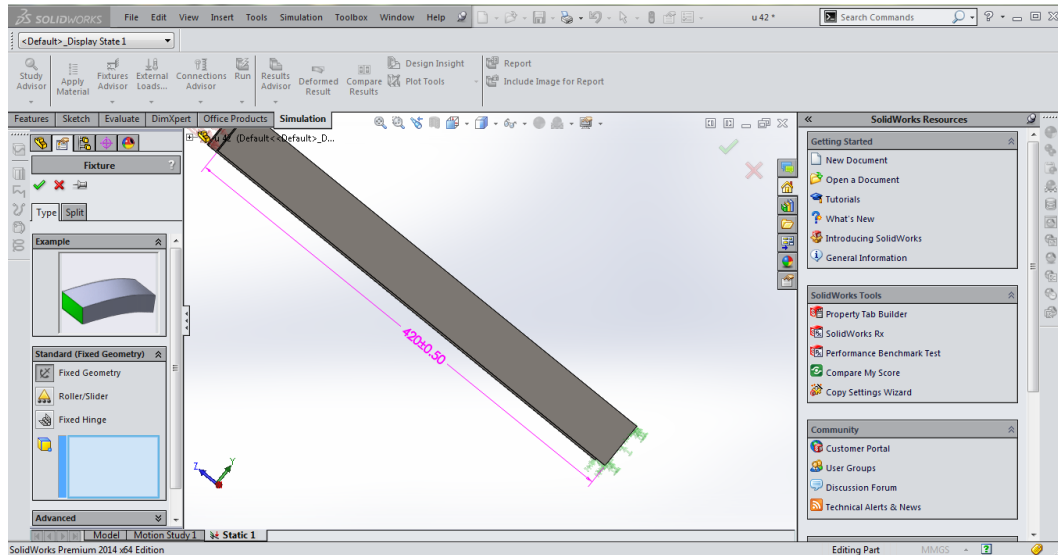 SOLIDWORKS File Edit View Insert Tools Simulation Toolbox Window Help u 42 * Search Commands
<Default>_Display State 1
Study Advisor
Apply Material
Fixtures Advisor
External Loads...
Connections Advisor
Run
Results Advisor
Deformed Result
Compare Results
Design Insight
Plot Tools
Report
Include Image for Report
Features Sketch Evaluate DimXpert Office Products Simulation
(Default<<Default>_D...
Fixture ?
Type Split
Example
Standard (Fixed Geometry)
Fixed Geometry
Roller/Slider
Fixed Hinge
Advanced
420±0.50
Z Y
SolidWorks Resources
Getting Started
New Document
Open a Document
Tutorials
What's New
Introducing SolidWorks
General Information
SolidWorks Tools
Property Tab Builder
SolidWorks Rx
Performance Benchmark Test
Compare My Score
Copy Settings Wizard
Community
Customer Portal
User Groups
Discussion Forum
Technical Alerts & News
Model Motion Study 1 Static 1
SolidWorks Premium 2014 x64 Edition Editing Part MMGS